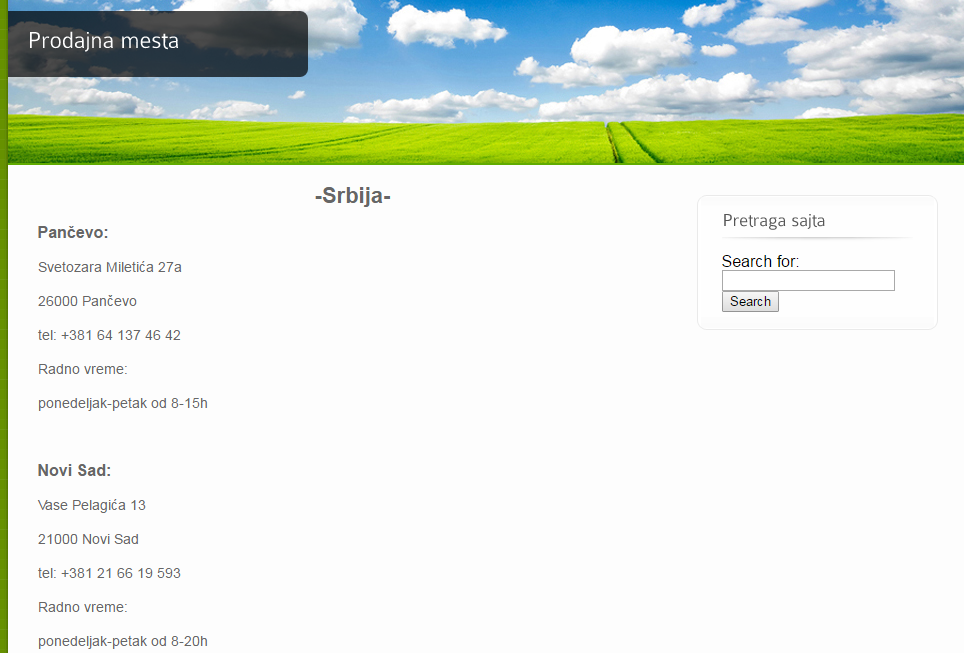 Prodajna mesta
-Srbija-
Pančevo:
Svetozara Miletića 27a
26000 Pančevo
tel: +381 64 137 46 42
Radno vreme:
ponedeljak-petak od 8-15h
Novi Sad:
Vase Pelagića 13
21000 Novi Sad
tel: +381 21 66 19 593
Radno vreme:
ponedeljak-petak od 8-20h
Pretraga sajta
Search for:
Search